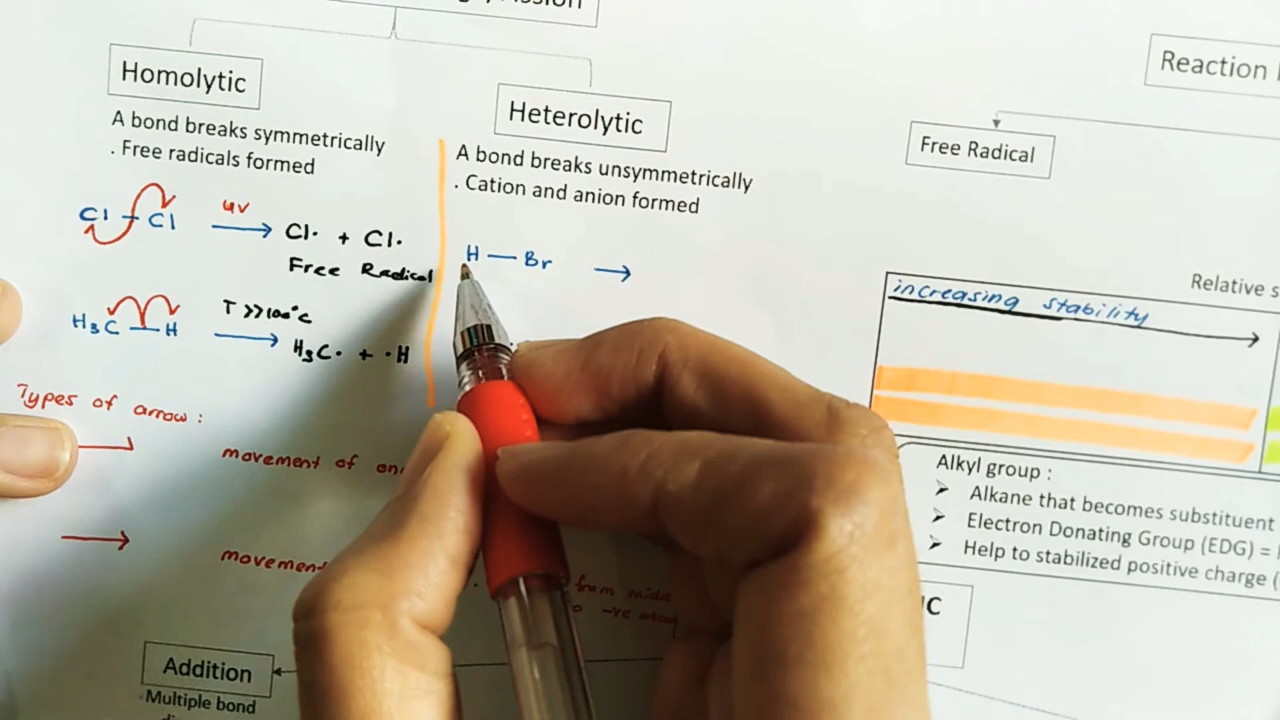 Homolytic
A bond breaks symmetrically
. Free radicals formed
Cl – Cl uv → Cl· + Cl·
Free Radical
H₃C – H T >> 100°C → H₃C· + ·H
Types of arrow :
movement of
Heterolytic
A bond breaks unsymmetrically
. Cation and anion formed
H — Br →
from
-ve
Addition
Multiple bond
Reaction
Free Radical
Relative
increasing stability
Alkyl group :
➢ Alkane that becomes substituent
➢ Electron Donating Group (EDG) =
➢ Help to stabilized positive charge (